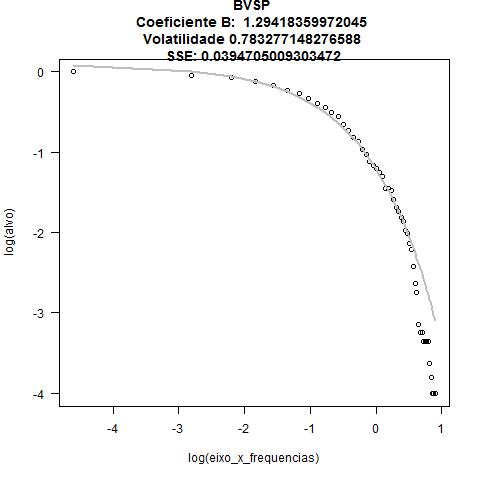 BVSP
Coeficiente B:  1.29418359972045
Volatilidade 0.783277148276588
SSE: 0.0394705009303472
0
-1
-2
-3
-4
log(alvo)
-4 -3 -2 -1 0 1
log(eixo_x_frequencias)